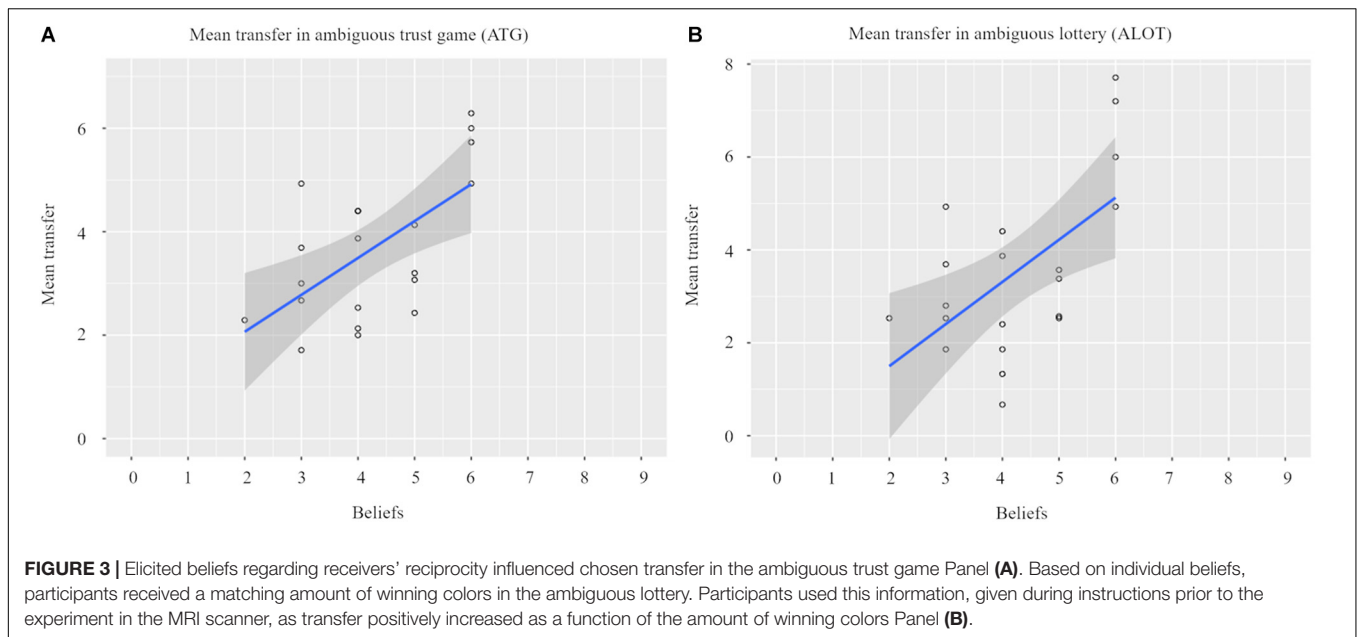 A
Mean transfer in ambiguous trust game (ATG)
Mean transfer
6
4
2
0
0 1 2 3 4 5 6 7 8 9
Beliefs
B
Mean transfer in ambiguous lottery (ALOT)
Mean transfer
8
6
4
2
0
0 1 2 3 4 5 6 7 8 9
Beliefs
FIGURE 3 | Elicited beliefs regarding receivers’ reciprocity influenced chosen transfer in the ambiguous trust game Panel (A). Based on individual beliefs,
participants received a matching amount of winning colors in the ambiguous lottery. Participants used this information, given during instructions prior to the
experiment in the MRI scanner, as transfer positively increased as a function of the amount of winning colors Panel (B).